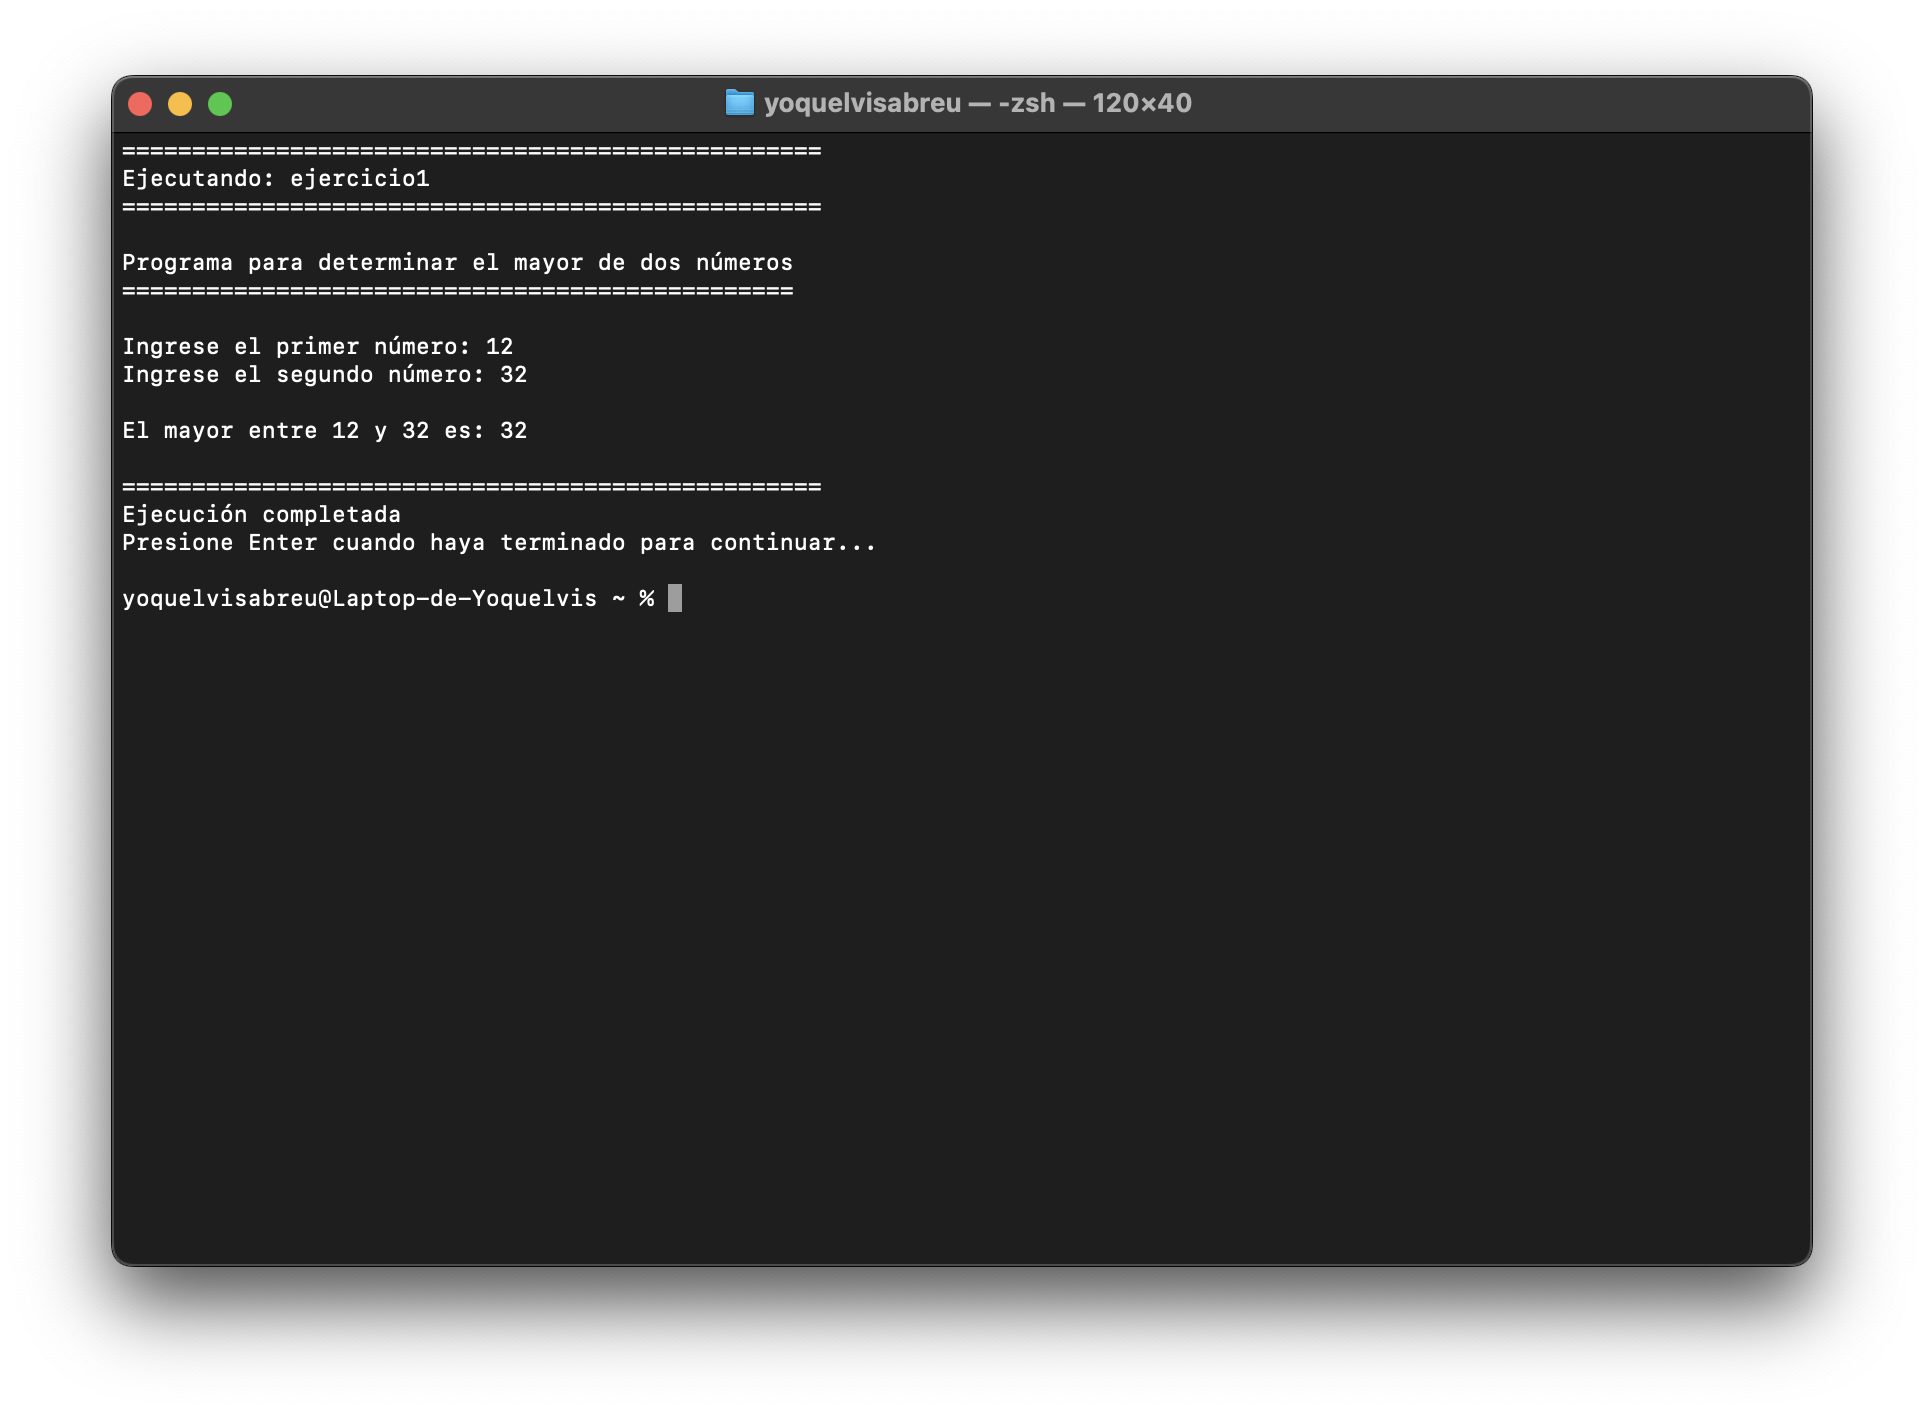 yoquelvisabreu — -zsh — 120×40
==================================================
Ejecutando: ejercicio1
==================================================
Programa para determinar el mayor de dos números
================================================
Ingrese el primer número: 12
Ingrese el segundo número: 32
El mayor entre 12 y 32 es: 32
==================================================
Ejecución completada
Presione Enter cuando haya terminado para continuar...
yoquelvisabreu@Laptop-de-Yoquelvis ~ %